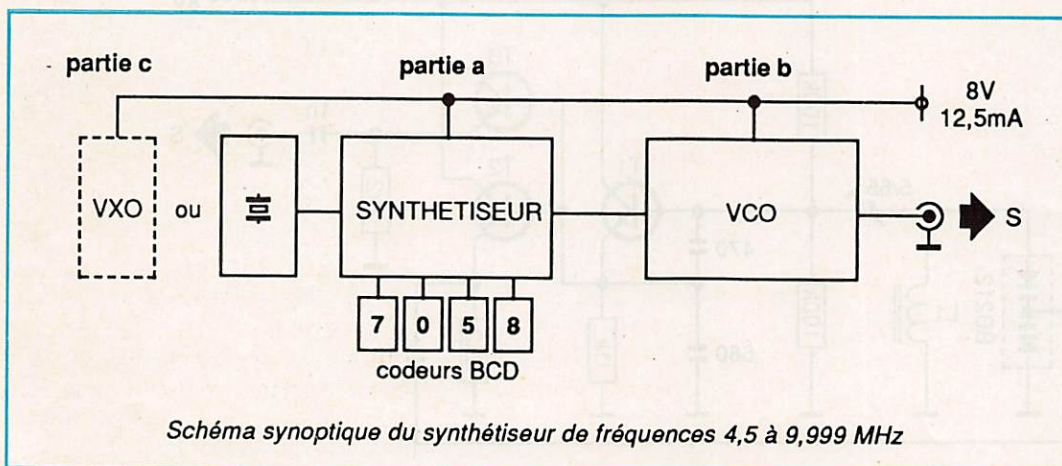 partie c
partie a
partie b
8V
12,5mA
VXO
ou
SYNTHETISEUR
VCO
S
7 0 5 8
codeurs BCD
Schéma synoptique du synthétiseur de fréquences 4,5 à 9,999 MHz